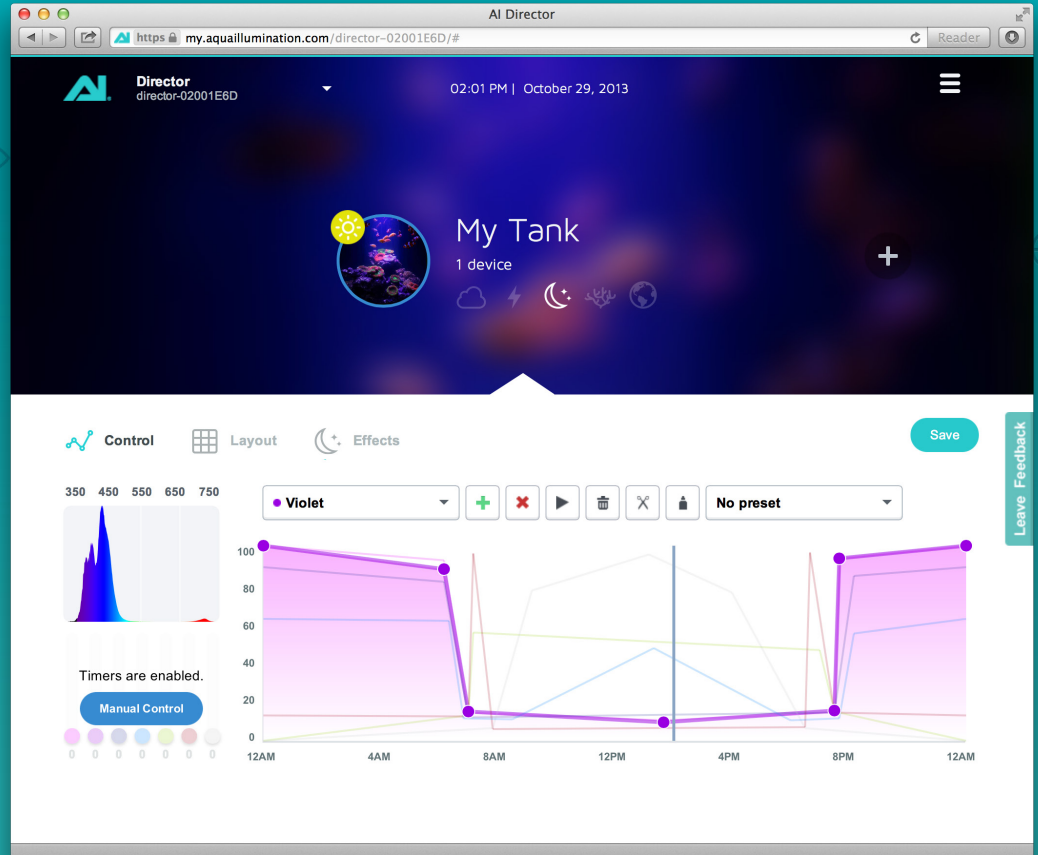 AI Director
https my.aquaillumination.com/director-02001E6D/#
Reader
AI
Director
director-02001E6D
02:01 PM | October 29, 2013
My Tank
1 device
Control
Layout
Effects
Save
Leave Feedback
350 450 550 650 750
Violet
No preset
100
80
60
40
20
0
12AM 4AM 8AM 12PM 4PM 8PM 12AM
Timers are enabled.
Manual Control
0 0 0 0 0 0 0